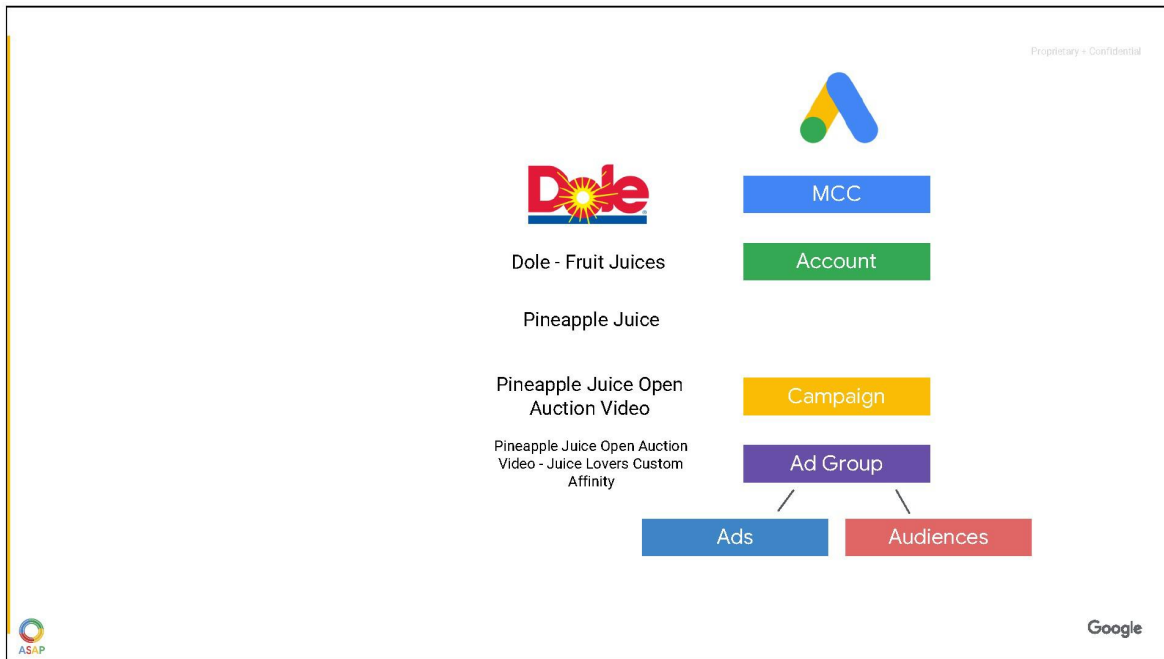 Proprietary + Confidential
Dole
MCC
Dole - Fruit Juices
Account
Pineapple Juice
Pineapple Juice Open
Auction Video
Campaign
Pineapple Juice Open Auction
Video - Juice Lovers Custom
Affinity
Ad Group
Ads
Audiences
ASAP
Google